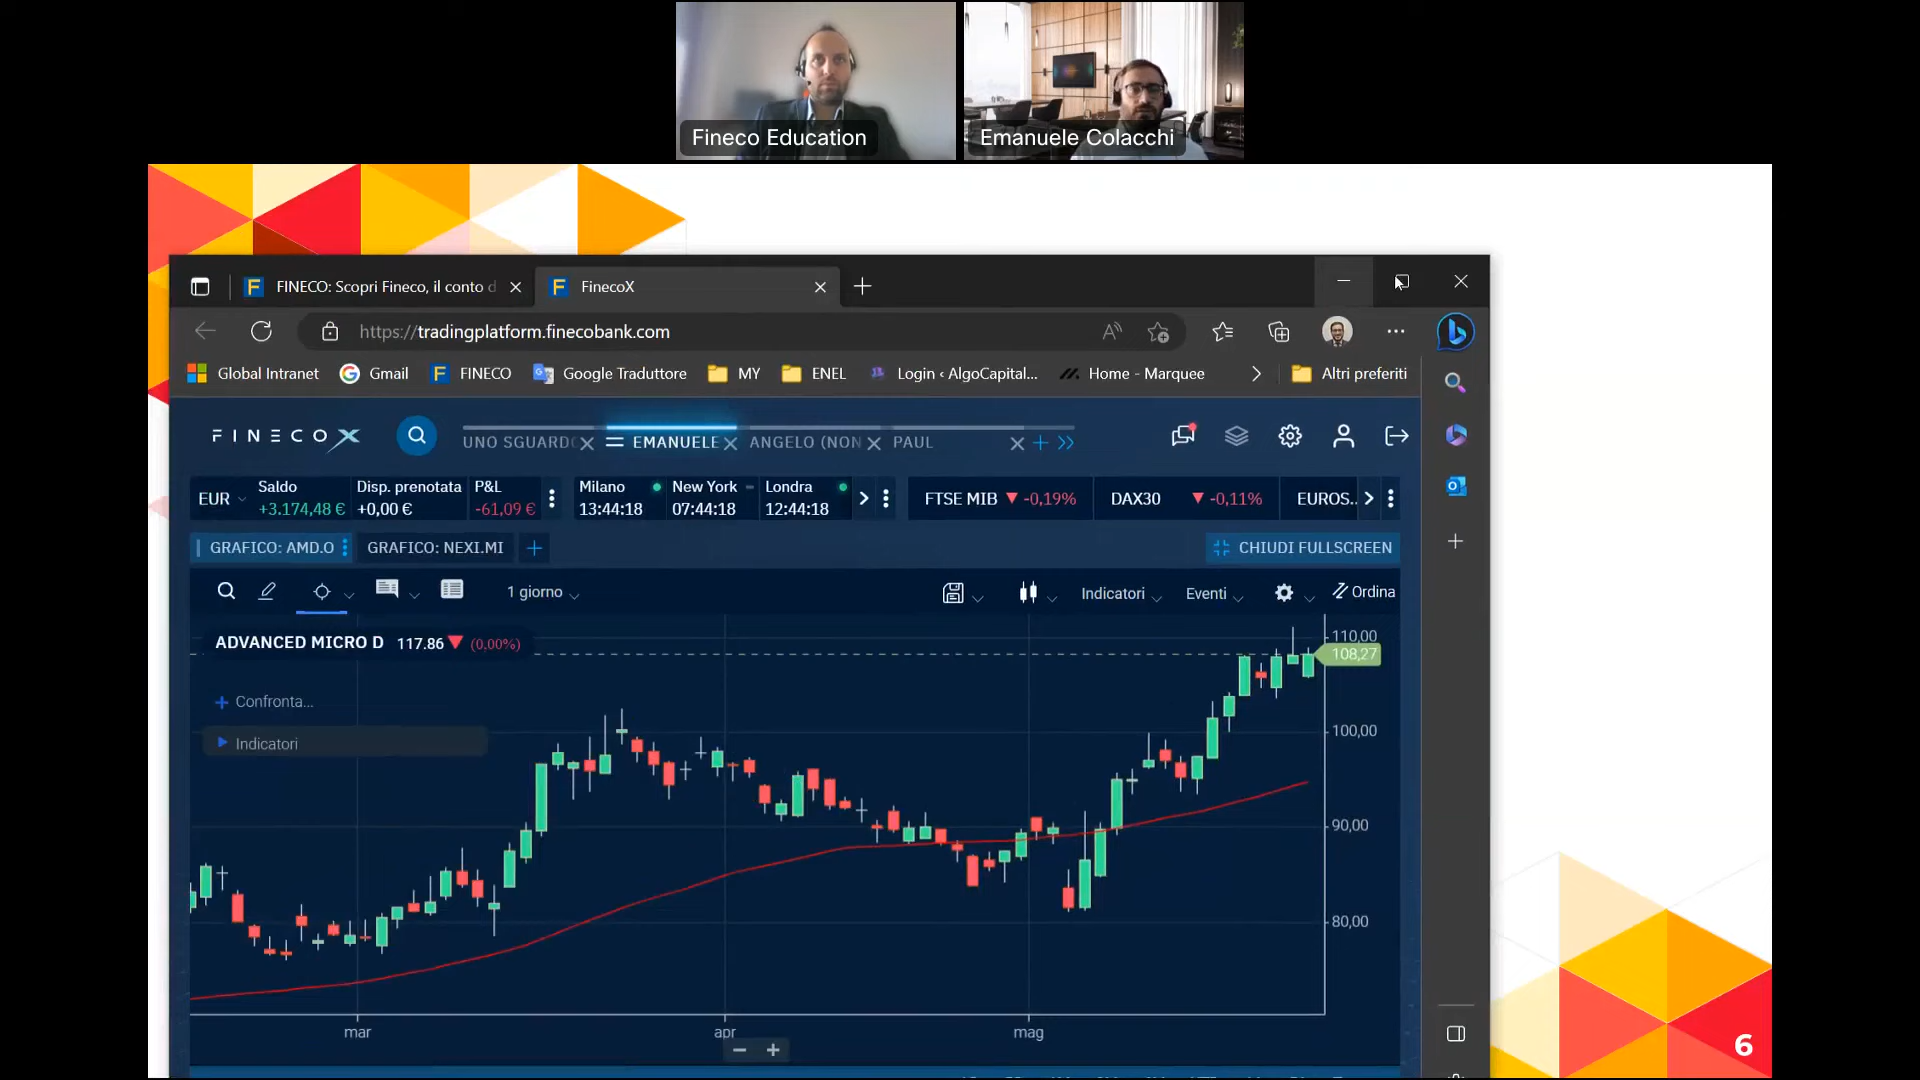 Fineco Education
Emanuele Colacchi
FINECO: Scopri Fineco, il conto d
FinecoX
https://tradingplatform.finecobank.com
Global Intranet
Gmail
FINECO
Google Traduttore
MY
ENEL
Login ‹ AlgoCapital...
Home - Marquee
Altri preferiti
FINECO X
UNO SGUARDO
EMANUELE
ANGELO (NON
PAUL
EUR
Saldo
+3.174,48 €
Disp. prenotata
+0,00 €
P&L
-61,09 €
Milano
13:44:18
New York
07:44:18
Londra
12:44:18
FTSE MIB -0,19%
DAX30 -0,11%
EUROS..
GRAFICO: AMD.O
GRAFICO: NEXI.MI
CHIUDI FULLSCREEN
1 giorno
Indicatori
Eventi
Ordina
ADVANCED MICRO D 117.86 (0,00%)
Confronta...
Indicatori
110,00
108,27
100,00
90,00
80,00
mar
apr
mag
6